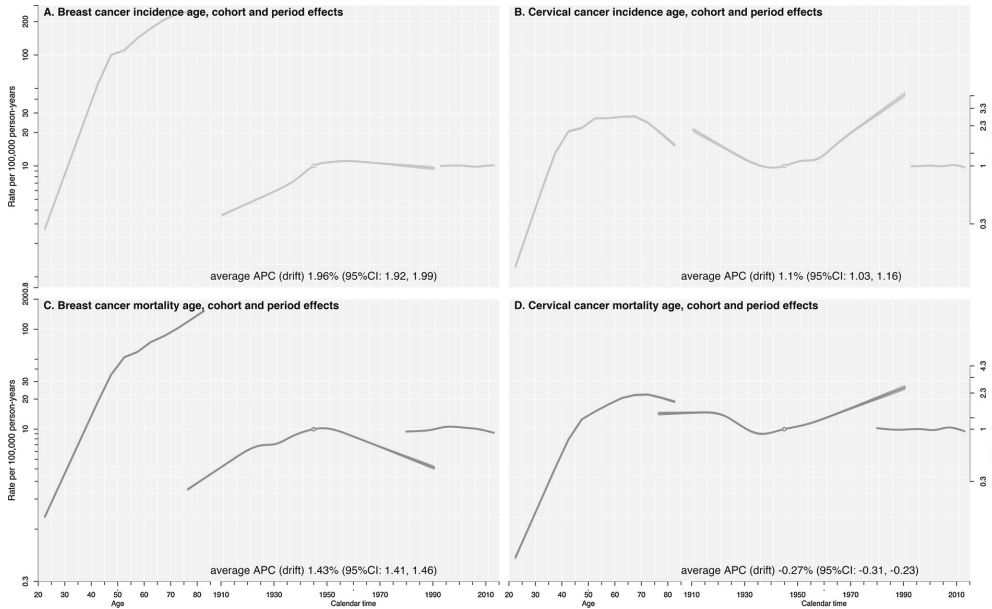 A. Breast cancer incidence age, cohort and period effects
B. Cervical cancer incidence age, cohort and period effects
200
100
30
20
10
Rate per 100,000 person-years
3.3
2.3
1
0.3
average APC (drift) 1.96% (95%CI: 1.92, 1.99)
average APC (drift) 1.1% (95%CI: 1.03, 1.16)
C. Breast cancer mortality age, cohort and period effects
D. Cervical cancer mortality age, cohort and period effects
2000.8
100
30
20
10
0.3
Rate per 100,000 person-years
4.3
2.3
1
0.3
average APC (drift) 1.43% (95%CI: 1.41, 1.46)
average APC (drift) -0.27% (95%CI: -0.31, -0.23)
20 30 40 50 60 70 80 1910 1930 1950 1970 1990 2010
20 30 40 50 60 70 80 1910 1930 1950 1970 1990 2010
Age Calendar time
Age Calendar time